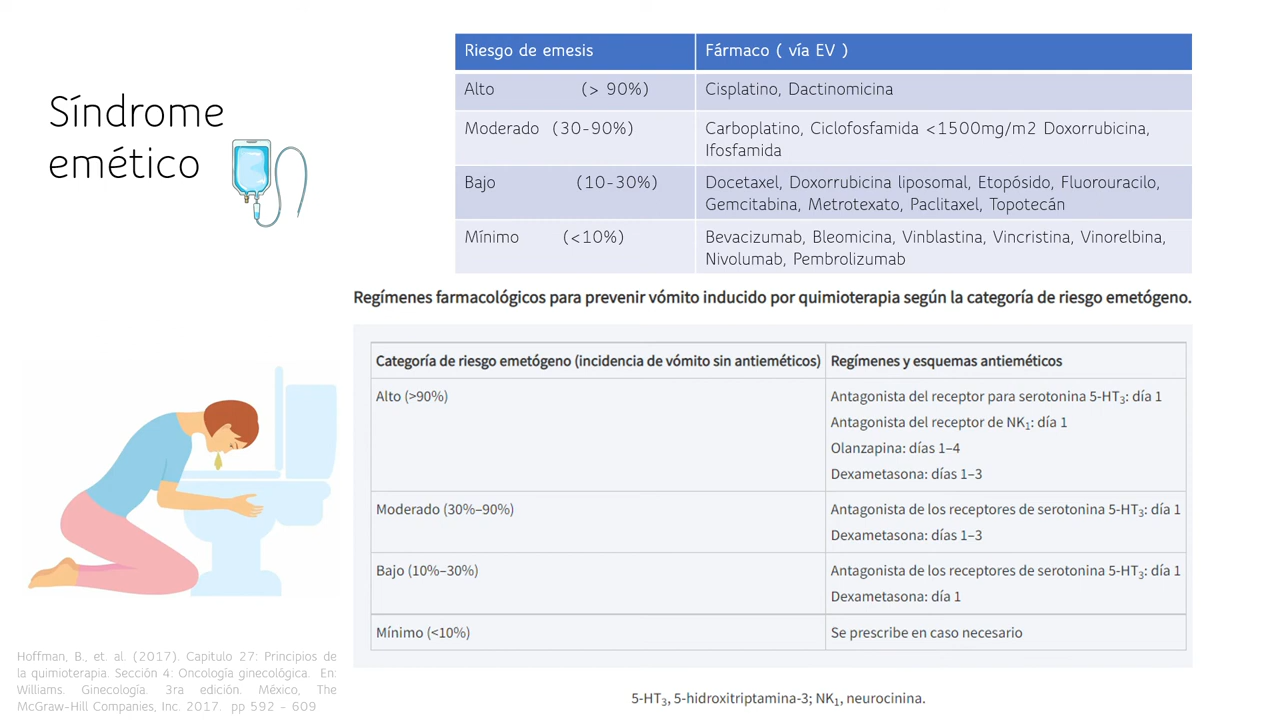 Síndrome
emético
Riesgo de emesis Fármaco ( vía EV )
Alto (> 90%) Cisplatino, Dactinomicina
Moderado (30-90%) Carboplatino, Ciclofosfamida <1500mg/m2 Doxorrubicina,
Ifosfamida
Bajo (10-30%) Docetaxel, Doxorrubicina liposomal, Etopósido, Fluorouracilo,
Gemcitabina, Metrotexato, Paclitaxel, Topotecán
Mínimo (<10%) Bevacizumab, Bleomicina, Vinblastina, Vincristina, Vinorelbina,
Nivolumab, Pembrolizumab
Regímenes farmacológicos para prevenir vómito inducido por quimioterapia según la categoría de riesgo emetógeno.
Categoría de riesgo emetógeno (incidencia de vómito sin antieméticos) Regímenes y esquemas antieméticos
Alto (>90%) Antagonista del receptor para serotonina 5-HT3: día 1
Antagonista del receptor de NK1: día 1
Olanzapina: días 1–4
Dexametasona: días 1–3
Moderado (30%–90%) Antagonista de los receptores de serotonina 5-HT3: día 1
Dexametasona: días 1–3
Bajo (10%–30%) Antagonista de los receptores de serotonina 5-HT3: día 1
Dexametasona: día 1
Mínimo (<10%) Se prescribe en caso necesario
5-HT3, 5-hidroxitriptamina-3; NK1, neurocinina.
Hoffman, B., et. al. (2017). Capitulo 27: Principios de
la quimioterapia. Sección 4: Oncología ginecológica. En:
Williams. Ginecología. 3ra edición. México, The
McGraw-Hill Companies, Inc. 2017. pp 592 - 609